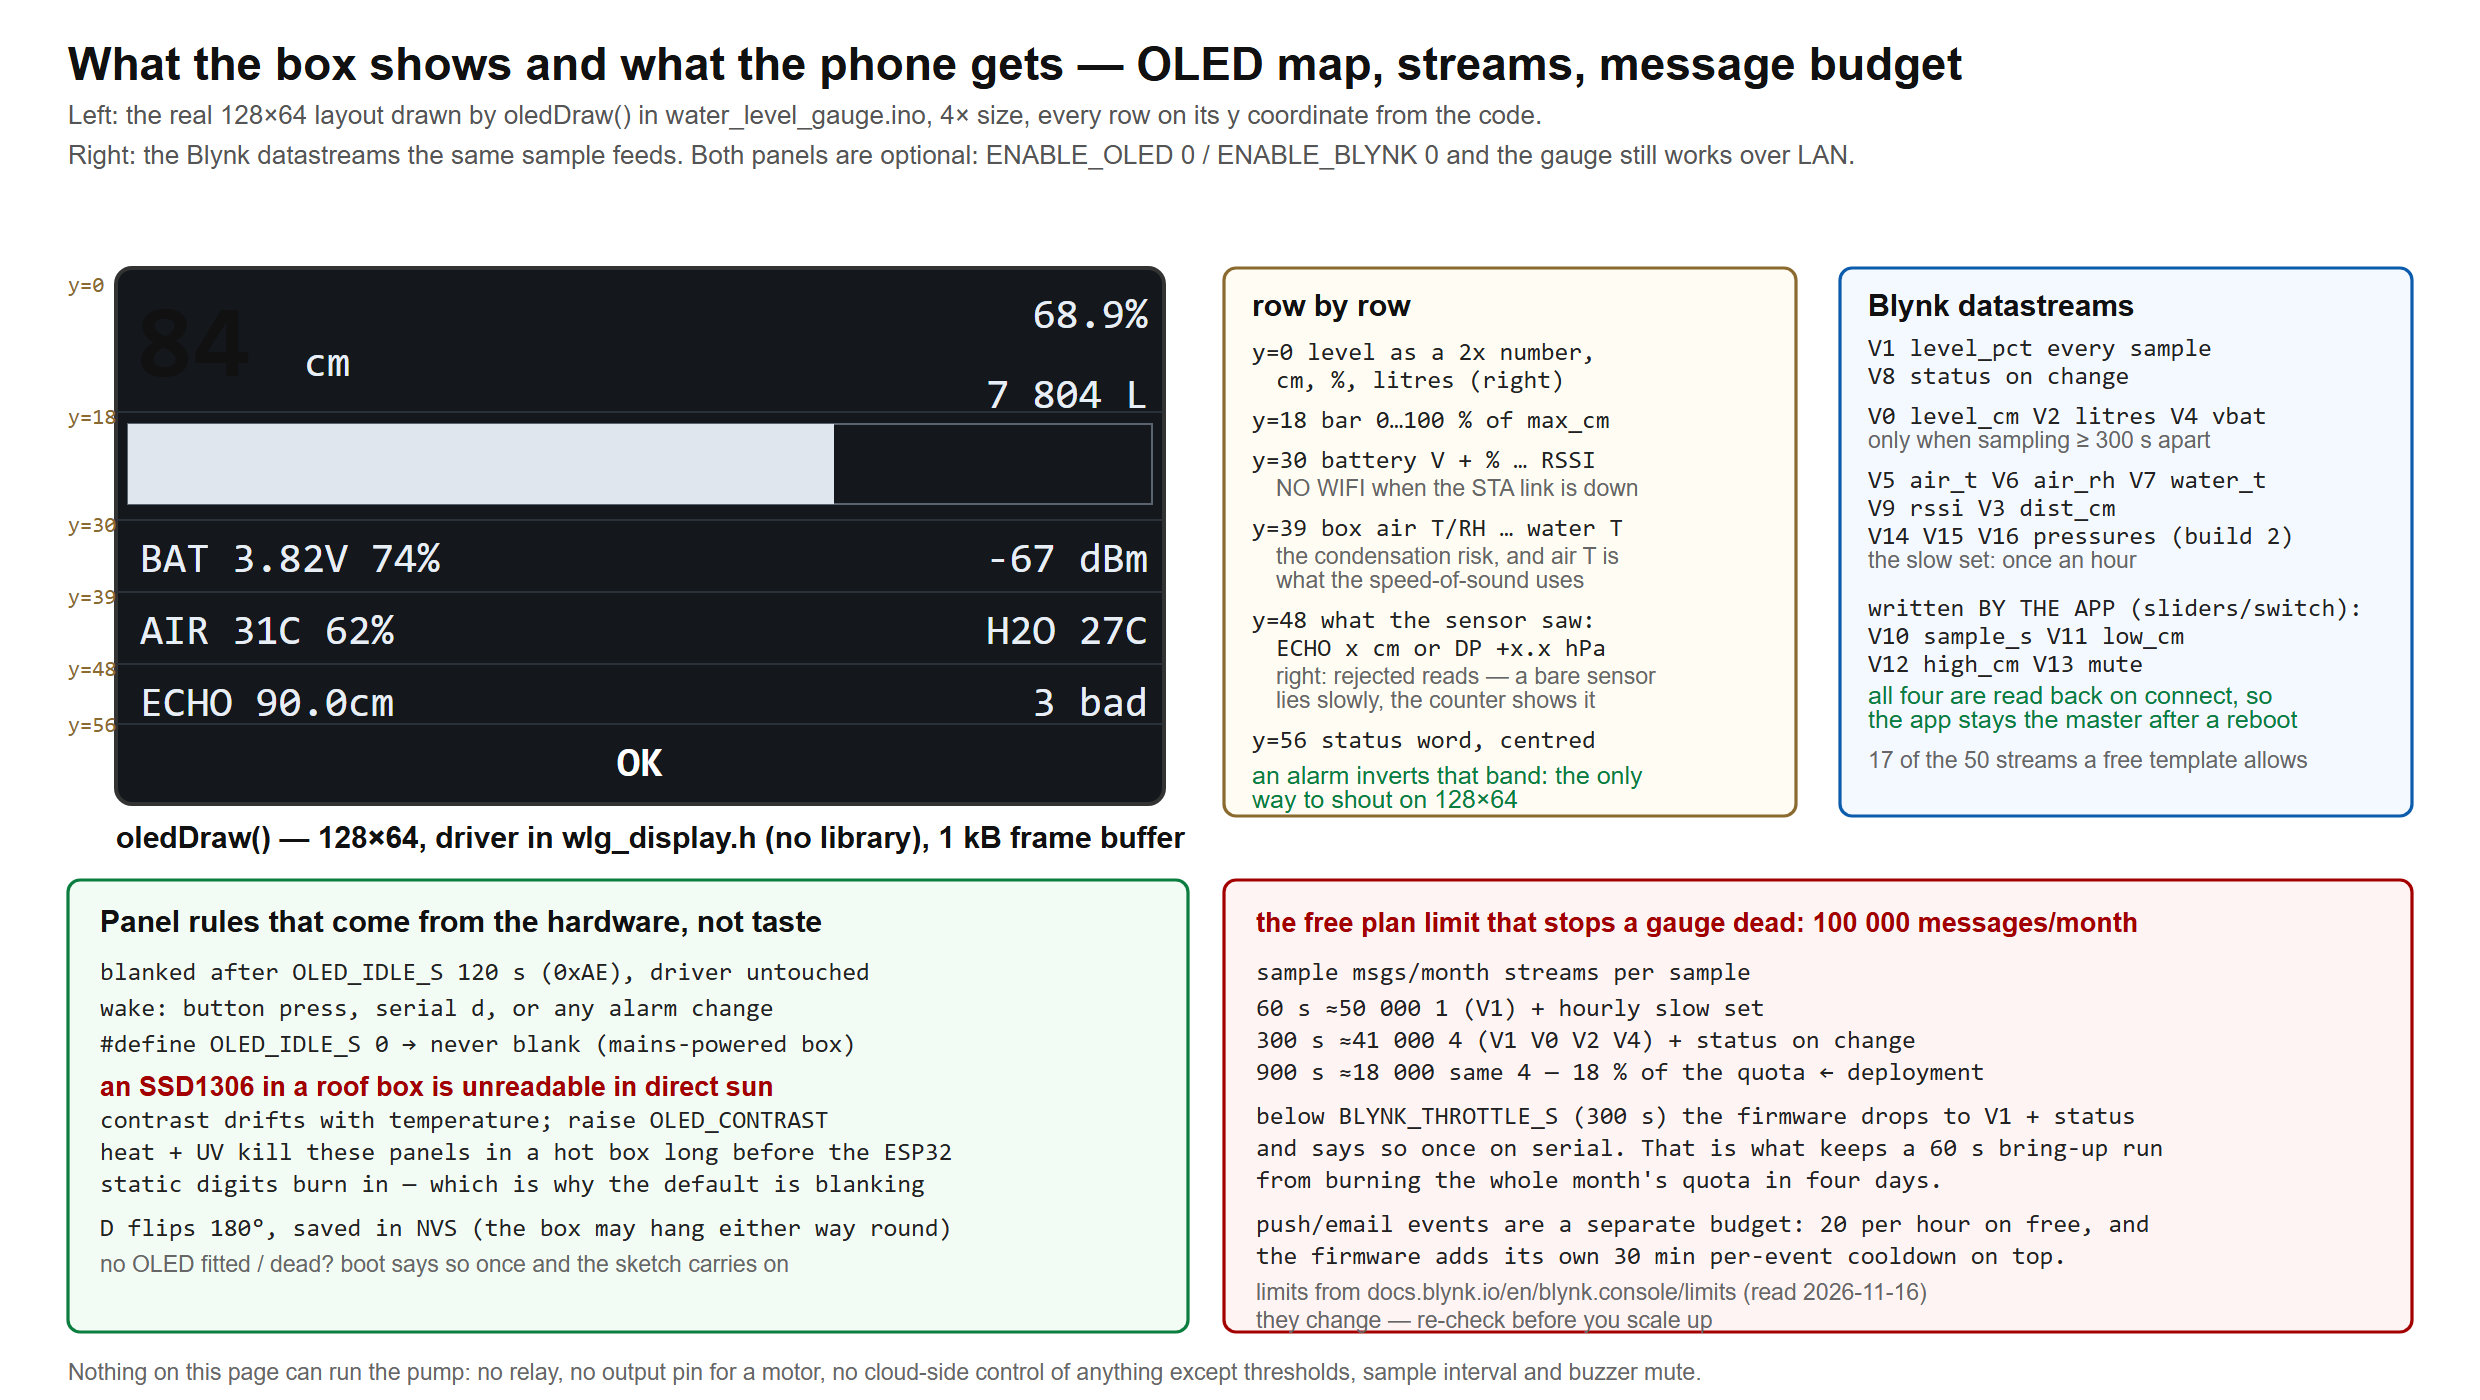 What the box shows and what the phone gets — OLED map, streams, message budget
Left: the real 128×64 layout drawn by oledDraw() in water_level_gauge.ino, 4× size, every row on its y coordinate from the code.
Right: the Blynk datastreams the same sample feeds. Both panels are optional: ENABLE_OLED 0 / ENABLE_BLYNK 0 and the gauge still works over LAN.
y=0
84 cm
68.9%
7 804 L
y=18
y=30
BAT 3.82V 74%
-67 dBm
y=39
AIR 31C 62%
H2O 27C
y=48
ECHO 90.0cm
3 bad
y=56
OK
oledDraw() — 128×64, driver in wlg_display.h (no library), 1 kB frame buffer
row by row
y=0 level as a 2x number,
cm, %, litres (right)
y=18 bar 0…100 % of max_cm
y=30 battery V + % … RSSI
NO WIFI when the STA link is down
y=39 box air T/RH … water T
the condensation risk, and air T is
what the speed-of-sound uses
y=48 what the sensor saw:
ECHO x cm or DP +x.x hPa
right: rejected reads — a bare sensor
lies slowly, the counter shows it
y=56 status word, centred
an alarm inverts that band: the only
way to shout on 128×64
Blynk datastreams
V1 level_pct every sample
V8 status on change
V0 level_cm V2 litres V4 vbat
only when sampling ≥ 300 s apart
V5 air_t V6 air_rh V7 water_t
V9 rssi V3 dist_cm
V14 V15 V16 pressures (build 2)
the slow set: once an hour
written BY THE APP (sliders/switch):
V10 sample_s V11 low_cm
V12 high_cm V13 mute
all four are read back on connect, so
the app stays the master after a reboot
17 of the 50 streams a free template allows
Panel rules that come from the hardware, not taste
blanked after OLED_IDLE_S 120 s (0xAE), driver untouched
wake: button press, serial d, or any alarm change
#define OLED_IDLE_S 0 → never blank (mains-powered box)
an SSD1306 in a roof box is unreadable in direct sun
contrast drifts with temperature; raise OLED_CONTRAST
heat + UV kill these panels in a hot box long before the ESP32
static digits burn in — which is why the default is blanking
D flips 180°, saved in NVS (the box may hang either way round)
no OLED fitted / dead? boot says so once and the sketch carries on
the free plan limit that stops a gauge dead: 100 000 messages/month
sample msgs/month streams per sample
60 s ≈50 000 1 (V1) + hourly slow set
300 s ≈41 000 4 (V1 V0 V2 V4) + status on change
900 s ≈18 000 same 4 — 18 % of the quota ← deployment
below BLYNK_THROTTLE_S (300 s) the firmware drops to V1 + status
and says so once on serial. That is what keeps a 60 s bring-up run
from burning the whole month's quota in four days.
push/email events are a separate budget: 20 per hour on free, and
the firmware adds its own 30 min per-event cooldown on top.
limits from docs.blynk.io/en/blynk.console/limits (read 2026-11-16)
they change — re-check before you scale up
Nothing on this page can run the pump: no relay, no output pin for a motor, no cloud-side control of anything except thresholds, sample interval and buzzer mute.